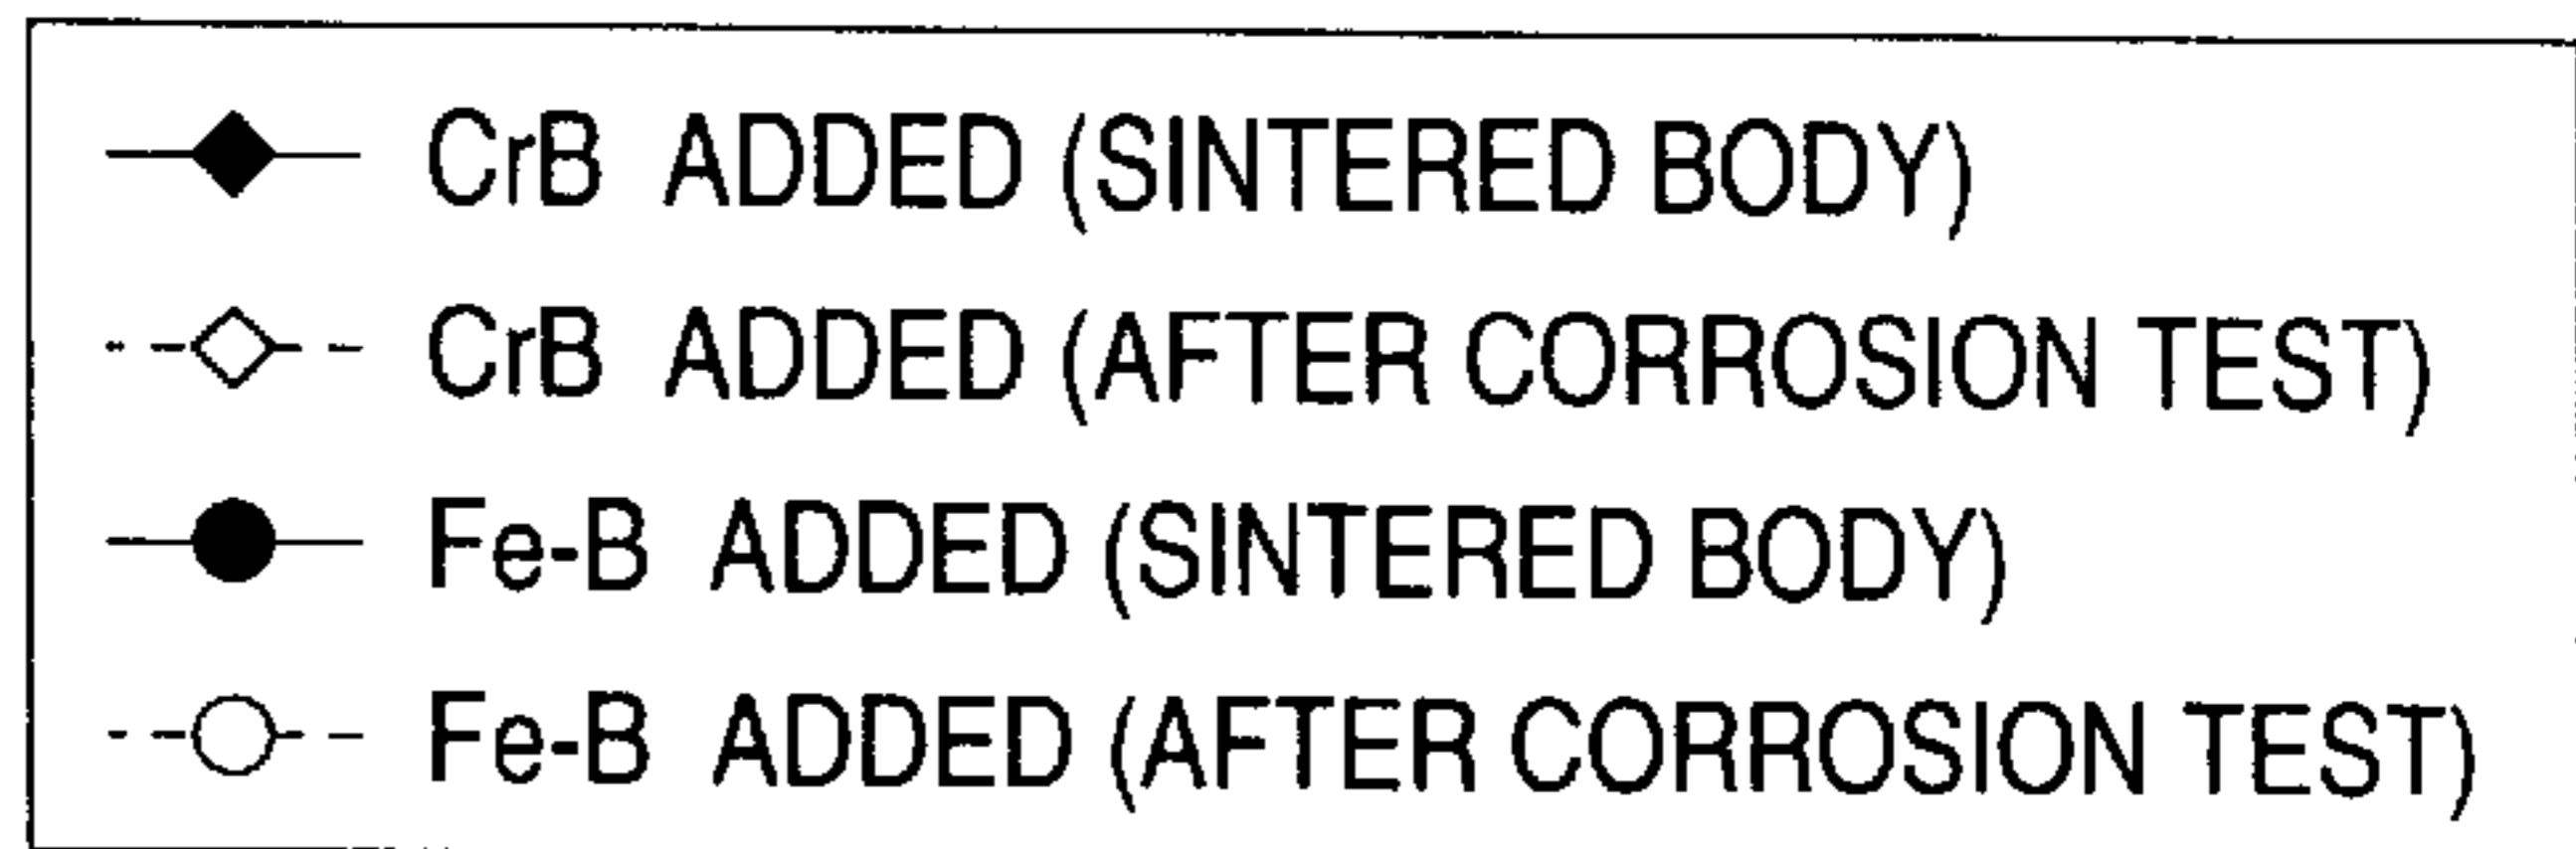 CrB ADDED (SINTERED BODY)
CrB ADDED (AFTER CORROSION TEST)
Fe-B ADDED (SINTERED BODY)
Fe-B ADDED (AFTER CORROSION TEST)